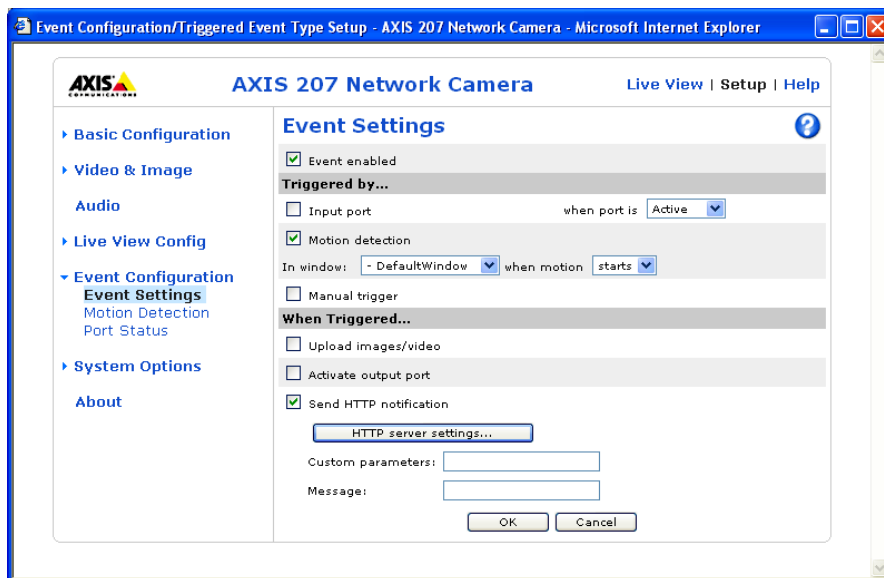 Event Configuration/Triggered Event Type Setup - AXIS 207 Network Camera - Microsoft Internet Explorer
AXIS
COMMUNICATIONS
AXIS 207 Network Camera
Live View | Setup | Help
Basic Configuration
Video & Image
Audio
Live View Config
Event Configuration
Event Settings
Motion Detection
Port Status
System Options
About
Event Settings
?
Event enabled
Triggered by...
Input port when port is Active
Motion detection
In window: - DefaultWindow when motion starts
Manual trigger
When Triggered...
Upload images/video
Activate output port
Send HTTP notification
HTTP server settings...
Custom parameters:
Message:
OK Cancel